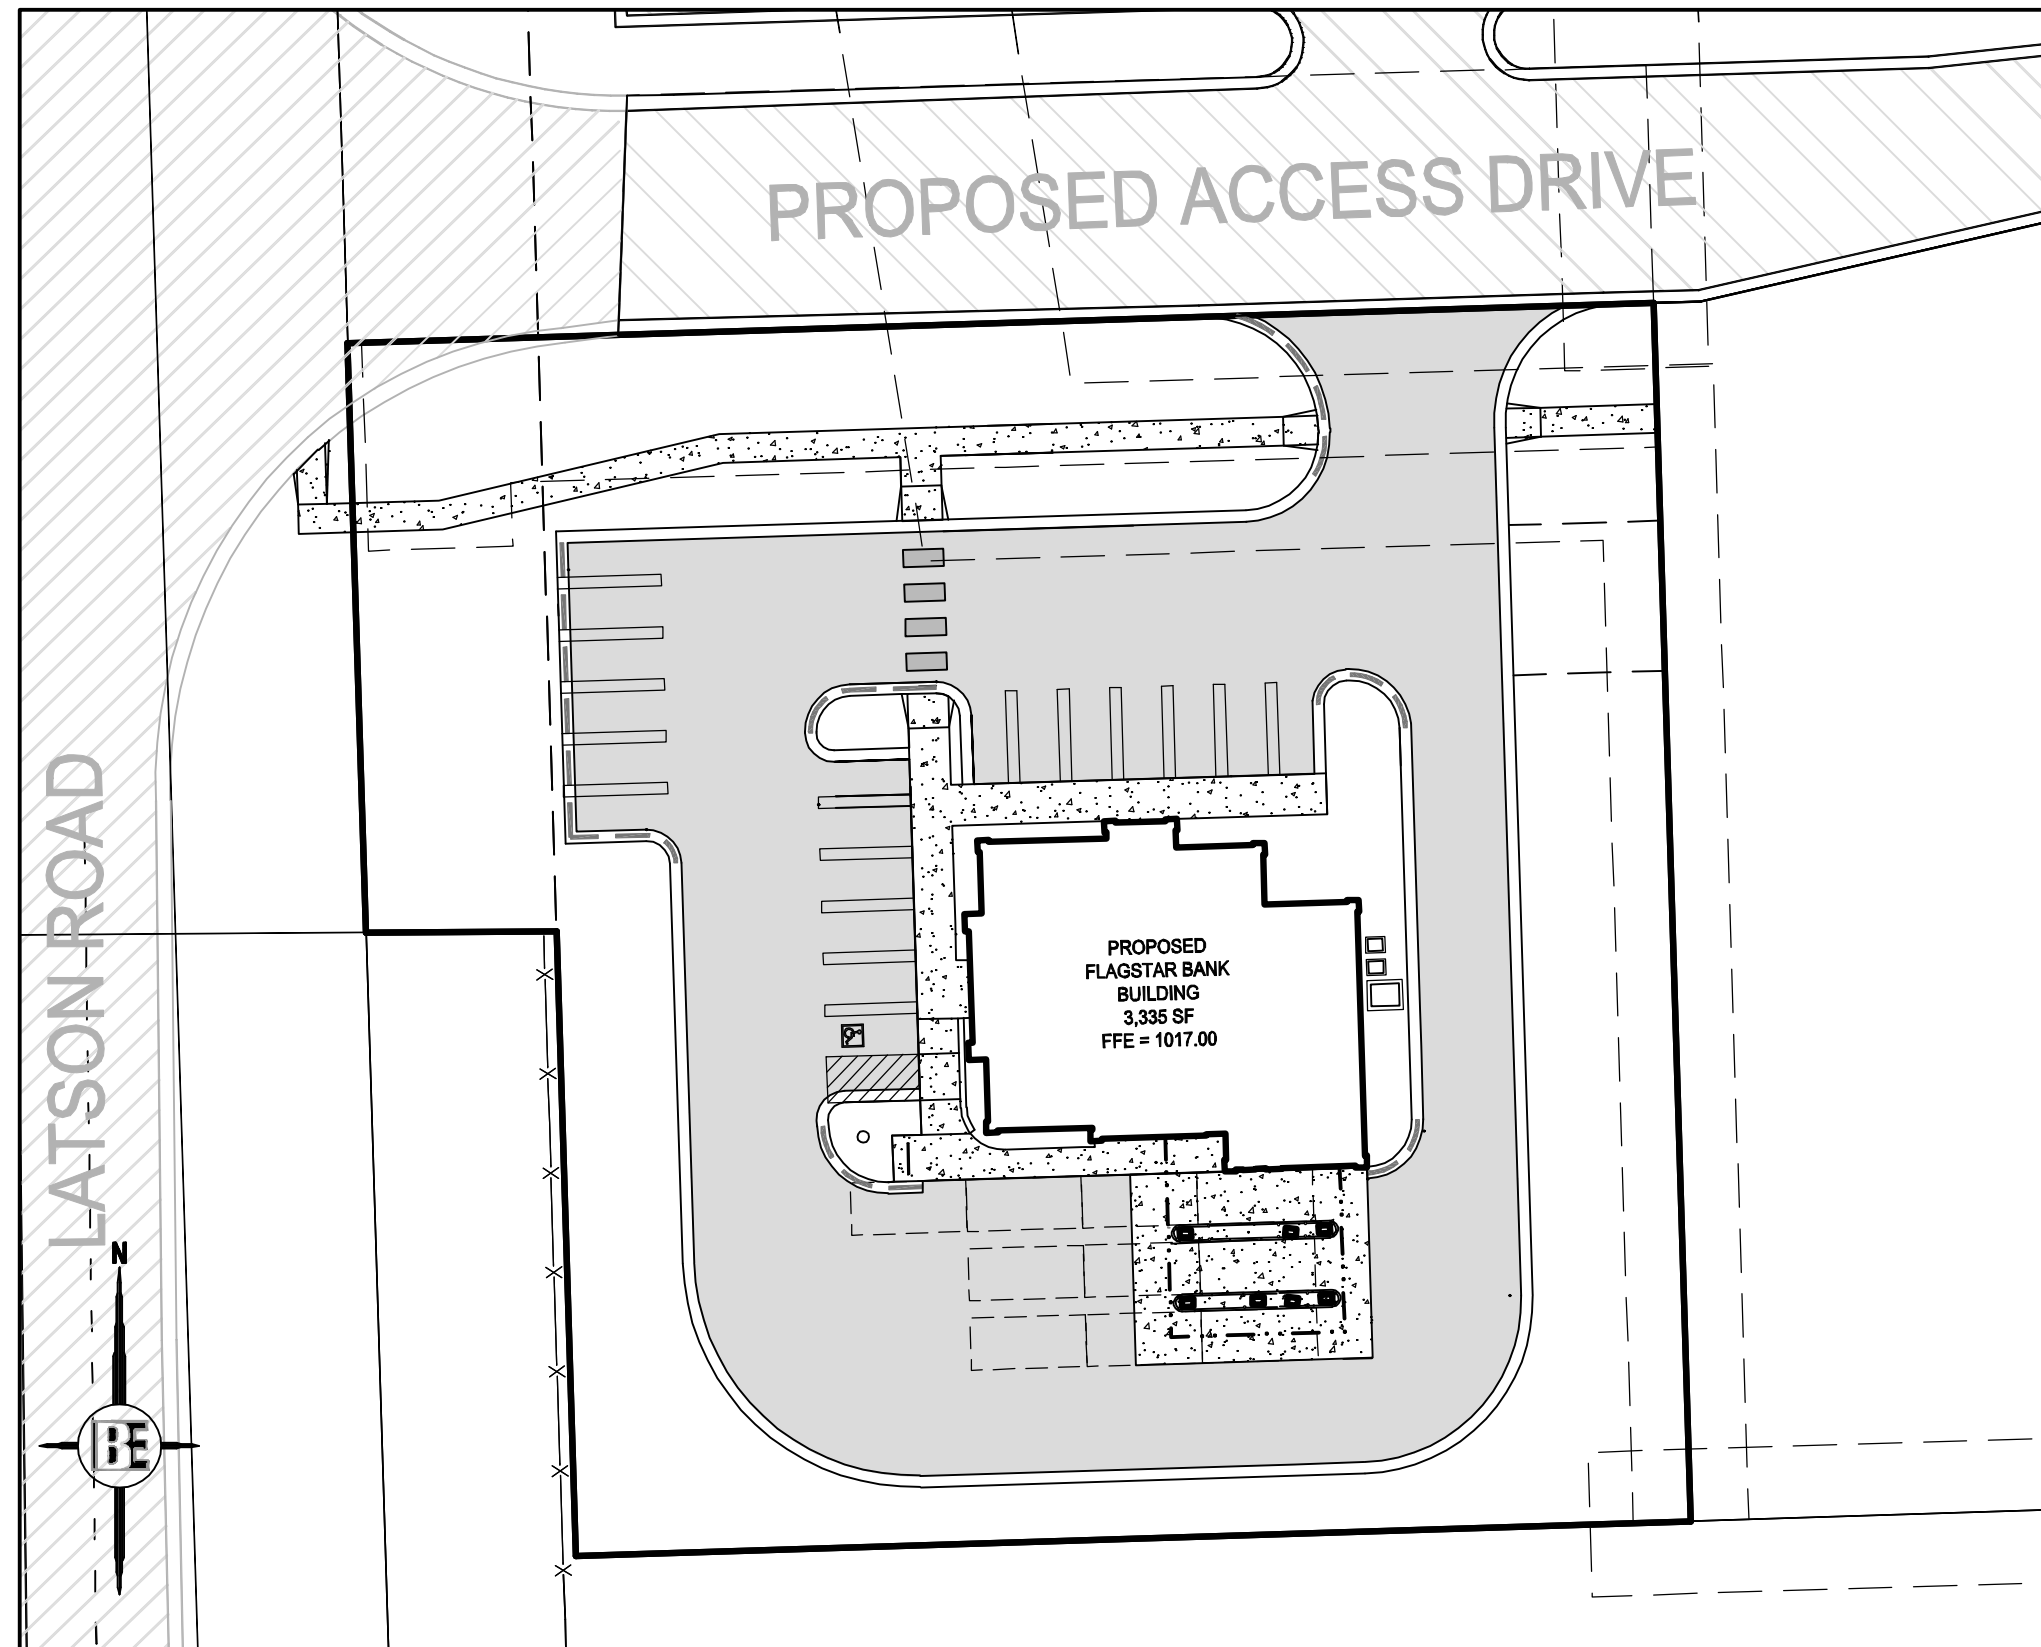 PROPOSED ACCESS DRIVE
LATSON ROAD
PROPOSED
FLAGSTAR BANK
BUILDING
3,335 SF
FFE = 1017.00
N
BE